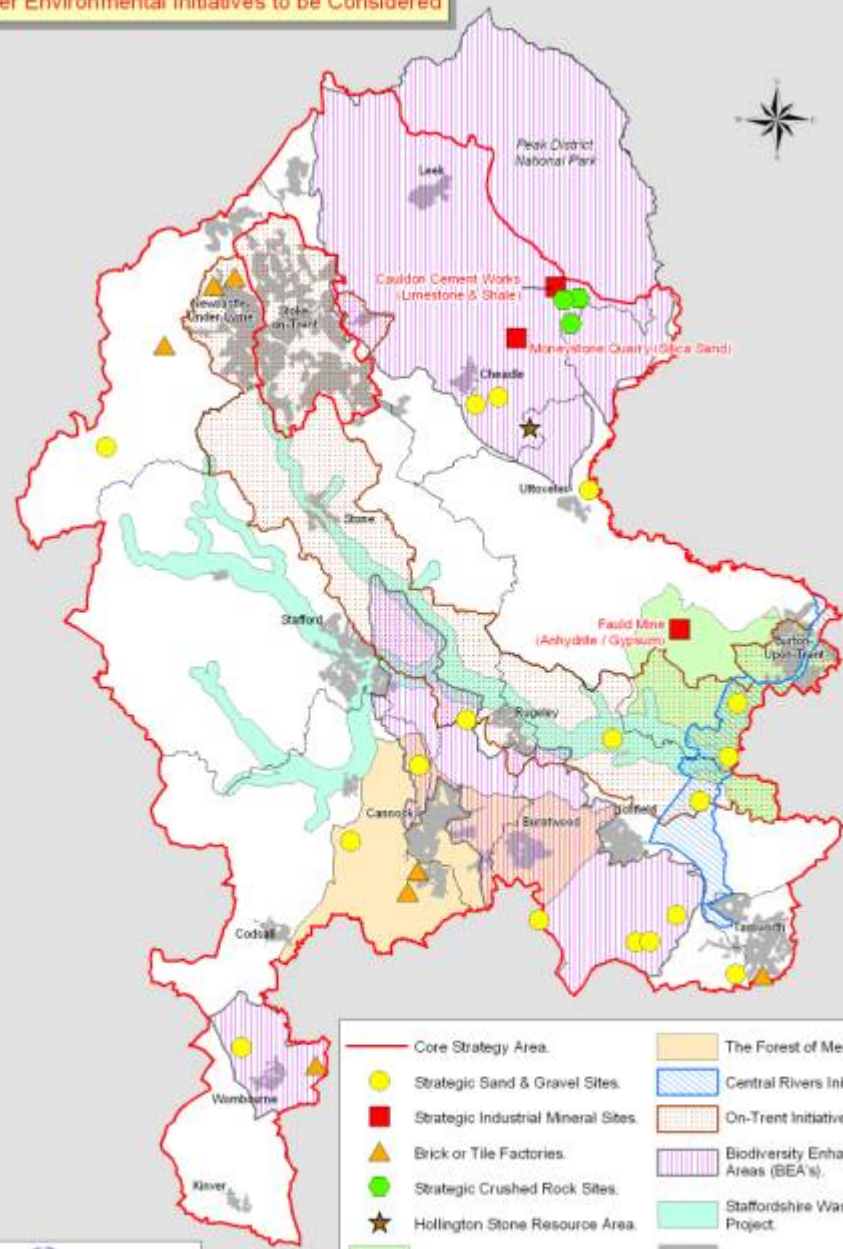 er Environmental Initiatives to be Considered
Peak District
National Park
Leek
Cauldon Cement Works
(Limestone & Shale)
Newcastle-
Under-Lyme
Stoke-
on-Trent
Moneystone Quarry (Silica Sand)
Cheadle
Uttoxeter
Stone
Stafford
Fauld Mine
(Anhydrite / Gypsum)
Burton-
Upon-Trent
Rugeley
Cannock
Burntwood
Lichfield
Codsall
Tamworth
Wombourne
Kinver
Core Strategy Area.
Strategic Sand & Gravel Sites.
Strategic Industrial Mineral Sites.
Brick or Tile Factories.
Strategic Crushed Rock Sites.
Hollington Stone Resource Area.
The Forest of Me
Central Rivers Ini
On-Trent Initiative
Biodiversity Enha
Areas (BEA's).
Staffordshire Was
Project.